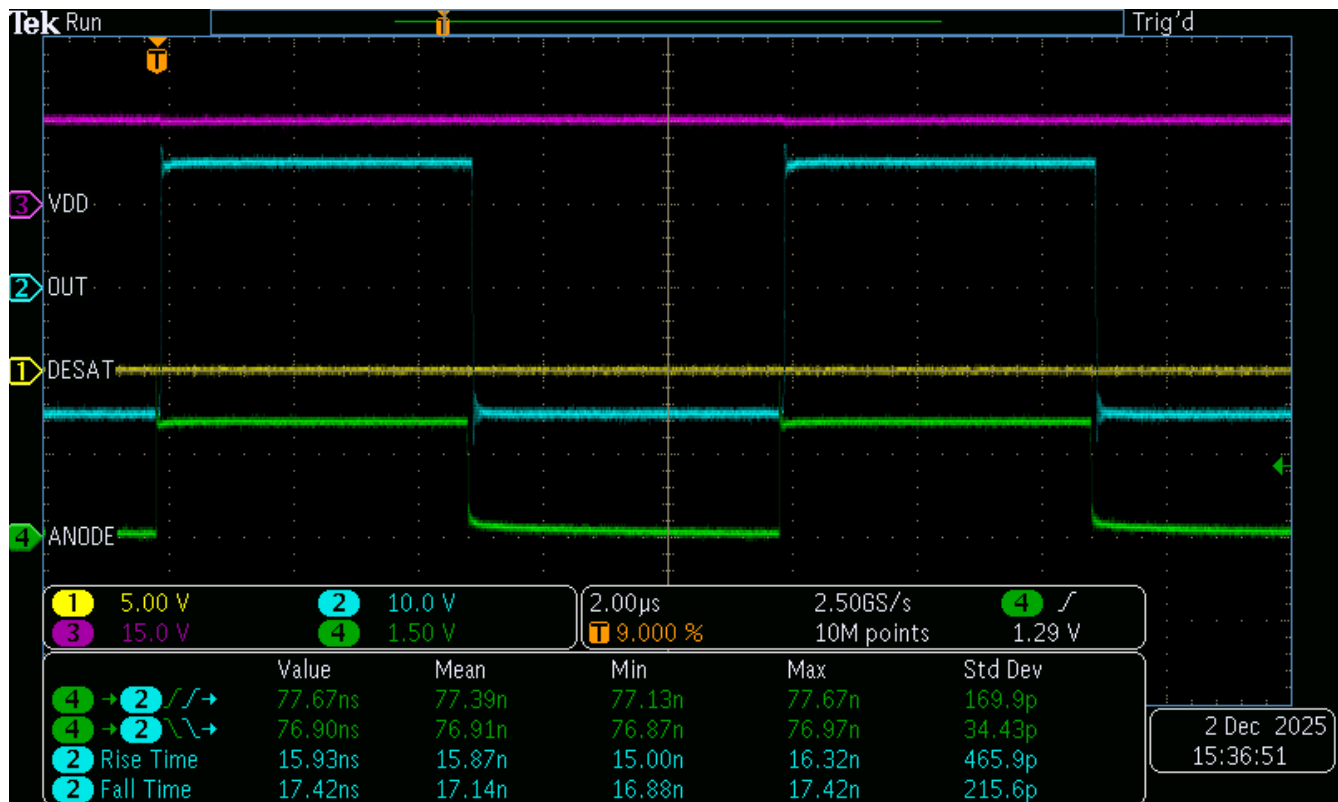 Tek Run Trig'd
T
T
3 VDD
2 OUT
1 DESAT
4 ANODE
1 5.00 V 2 10.0 V 2.00µs 2.50GS/s 4
3 15.0 V 4 1.50 V T 9.000 % 10M points 1.29 V
Value Mean Min Max Std Dev
4 → 2 → 77.67ns 77.39n 77.13n 77.67n 169.9p
4 → 2 → 76.90ns 76.91n 76.87n 76.97n 34.43p
2 Rise Time 15.93ns 15.87n 15.00n 16.32n 465.9p
2 Fall Time 17.42ns 17.14n 16.88n 17.42n 215.6p
2 Dec 2025
15:36:51